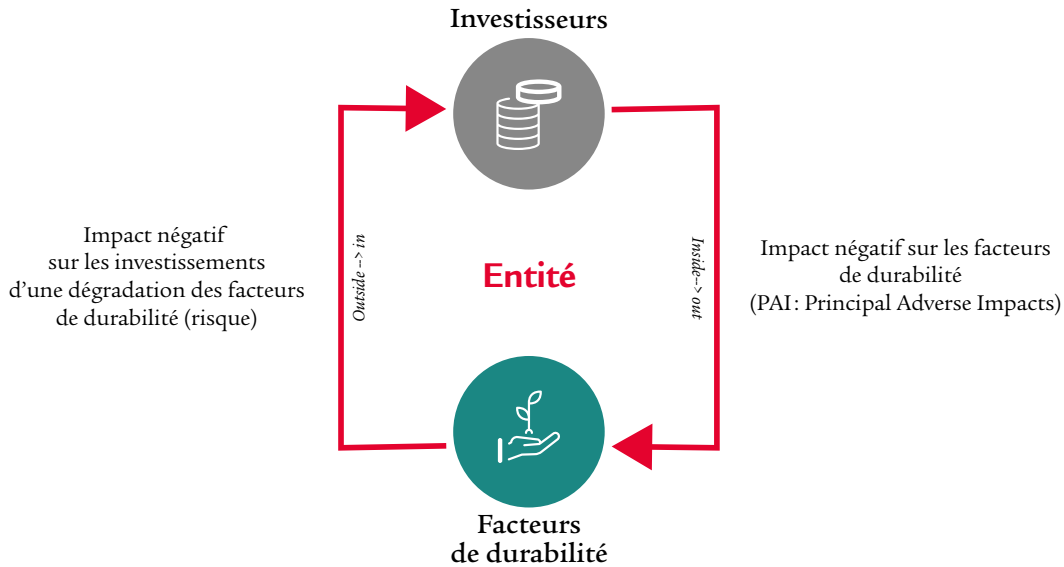 Investisseurs
Impact négatif
sur les investissements
d'une dégradation des facteurs
de durabilité (risque)
Outside --> in
Entité
Inside--> out
Impact négatif sur les facteurs
de durabilité
(PAI : Principal Adverse Impacts)
Facteurs
de durabilité